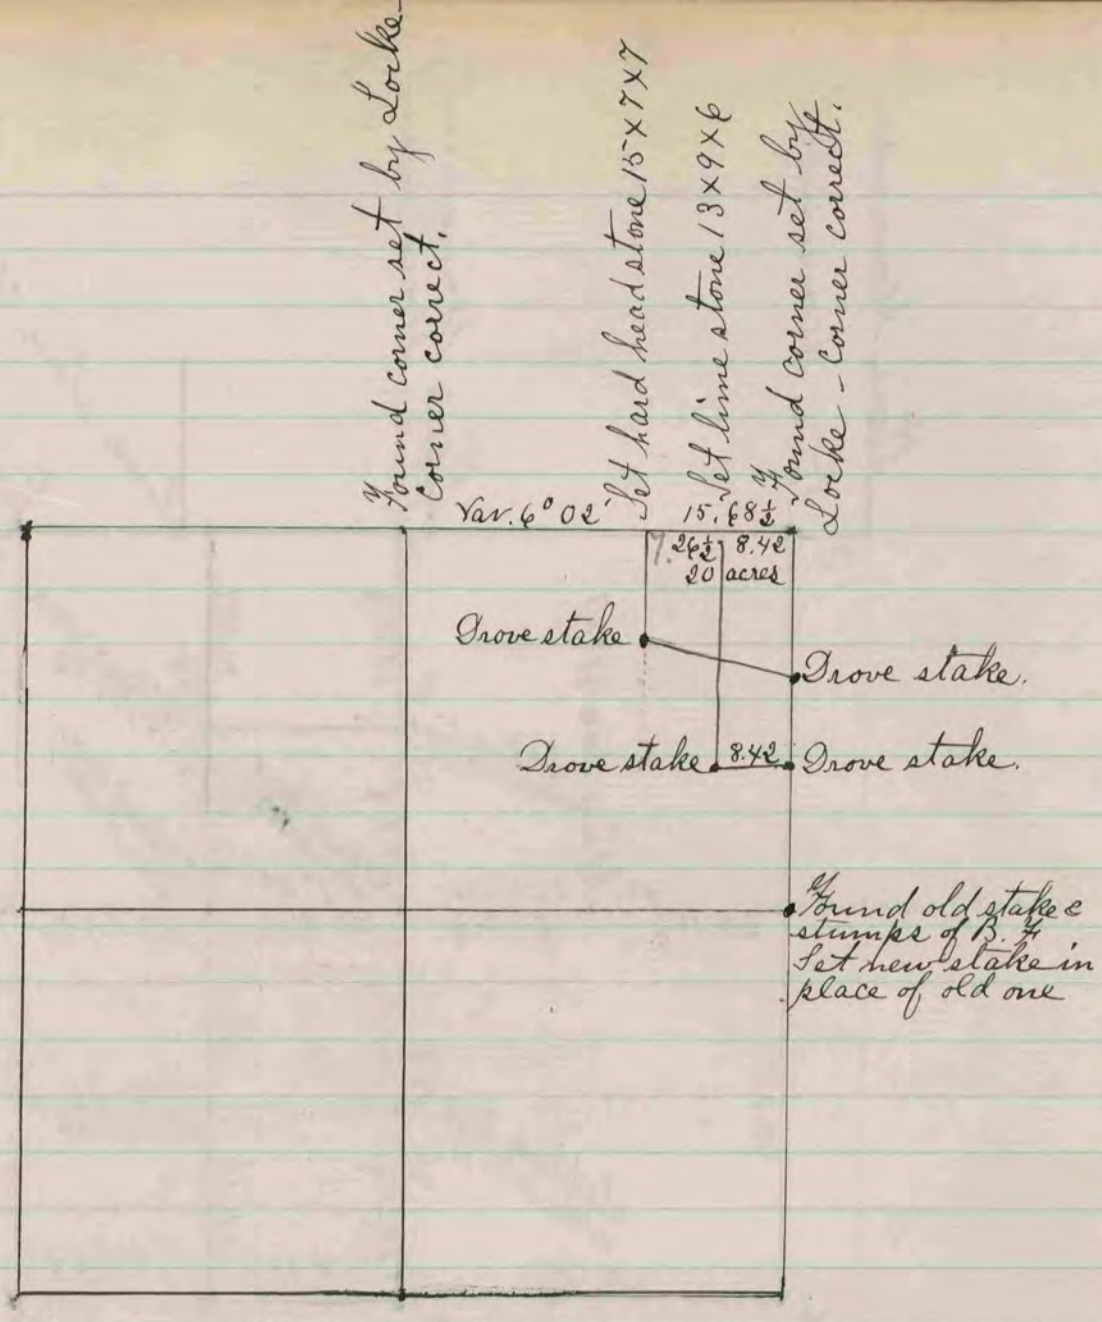 Found corner set by Locke-
Corner correct.
Set hard head stone 15 x 7 x 7
Set lime stone 13 x 9 x 6
Found corner set by
Locke - Corner correct.
Var. 6° 02'
15.68½
7.26½ 8.42
20 acres
Drove stake
Drove stake.
Drove stake 8.42 Drove stake.
Found old stake &
stumps of B. F
Set new stake in
place of old one